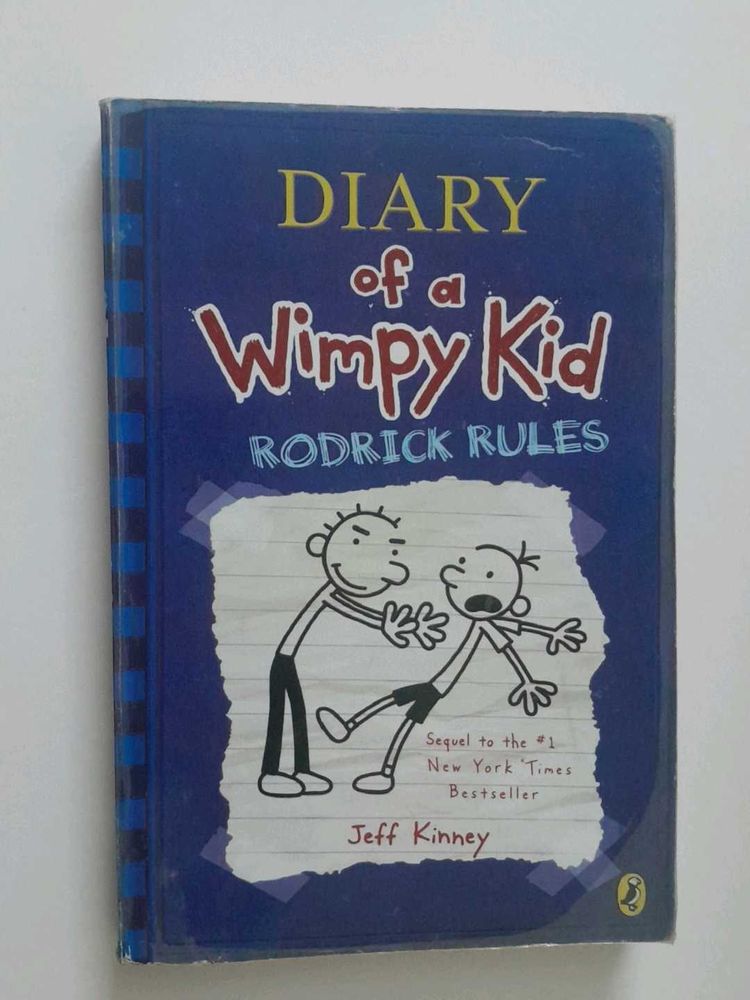 DIARY
of a
Wimpy Kid
RODRICK RULES
Sequel to the #1
New York Times
Bestseller
Jeff Kinney